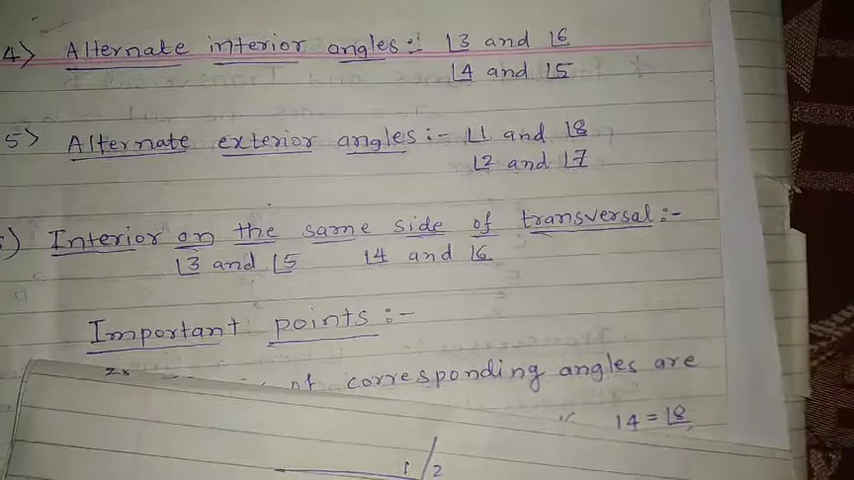 4) Alternate interior angles :- ∠3 and ∠6
∠4 and ∠5
5) Alternate exterior angles :- ∠1 and ∠8
∠2 and ∠7
) Interior on the same side of transversal :-
∠3 and ∠5 ∠4 and ∠6
Important points :-
corresponding angles are
∠4 = ∠8
1 / 2